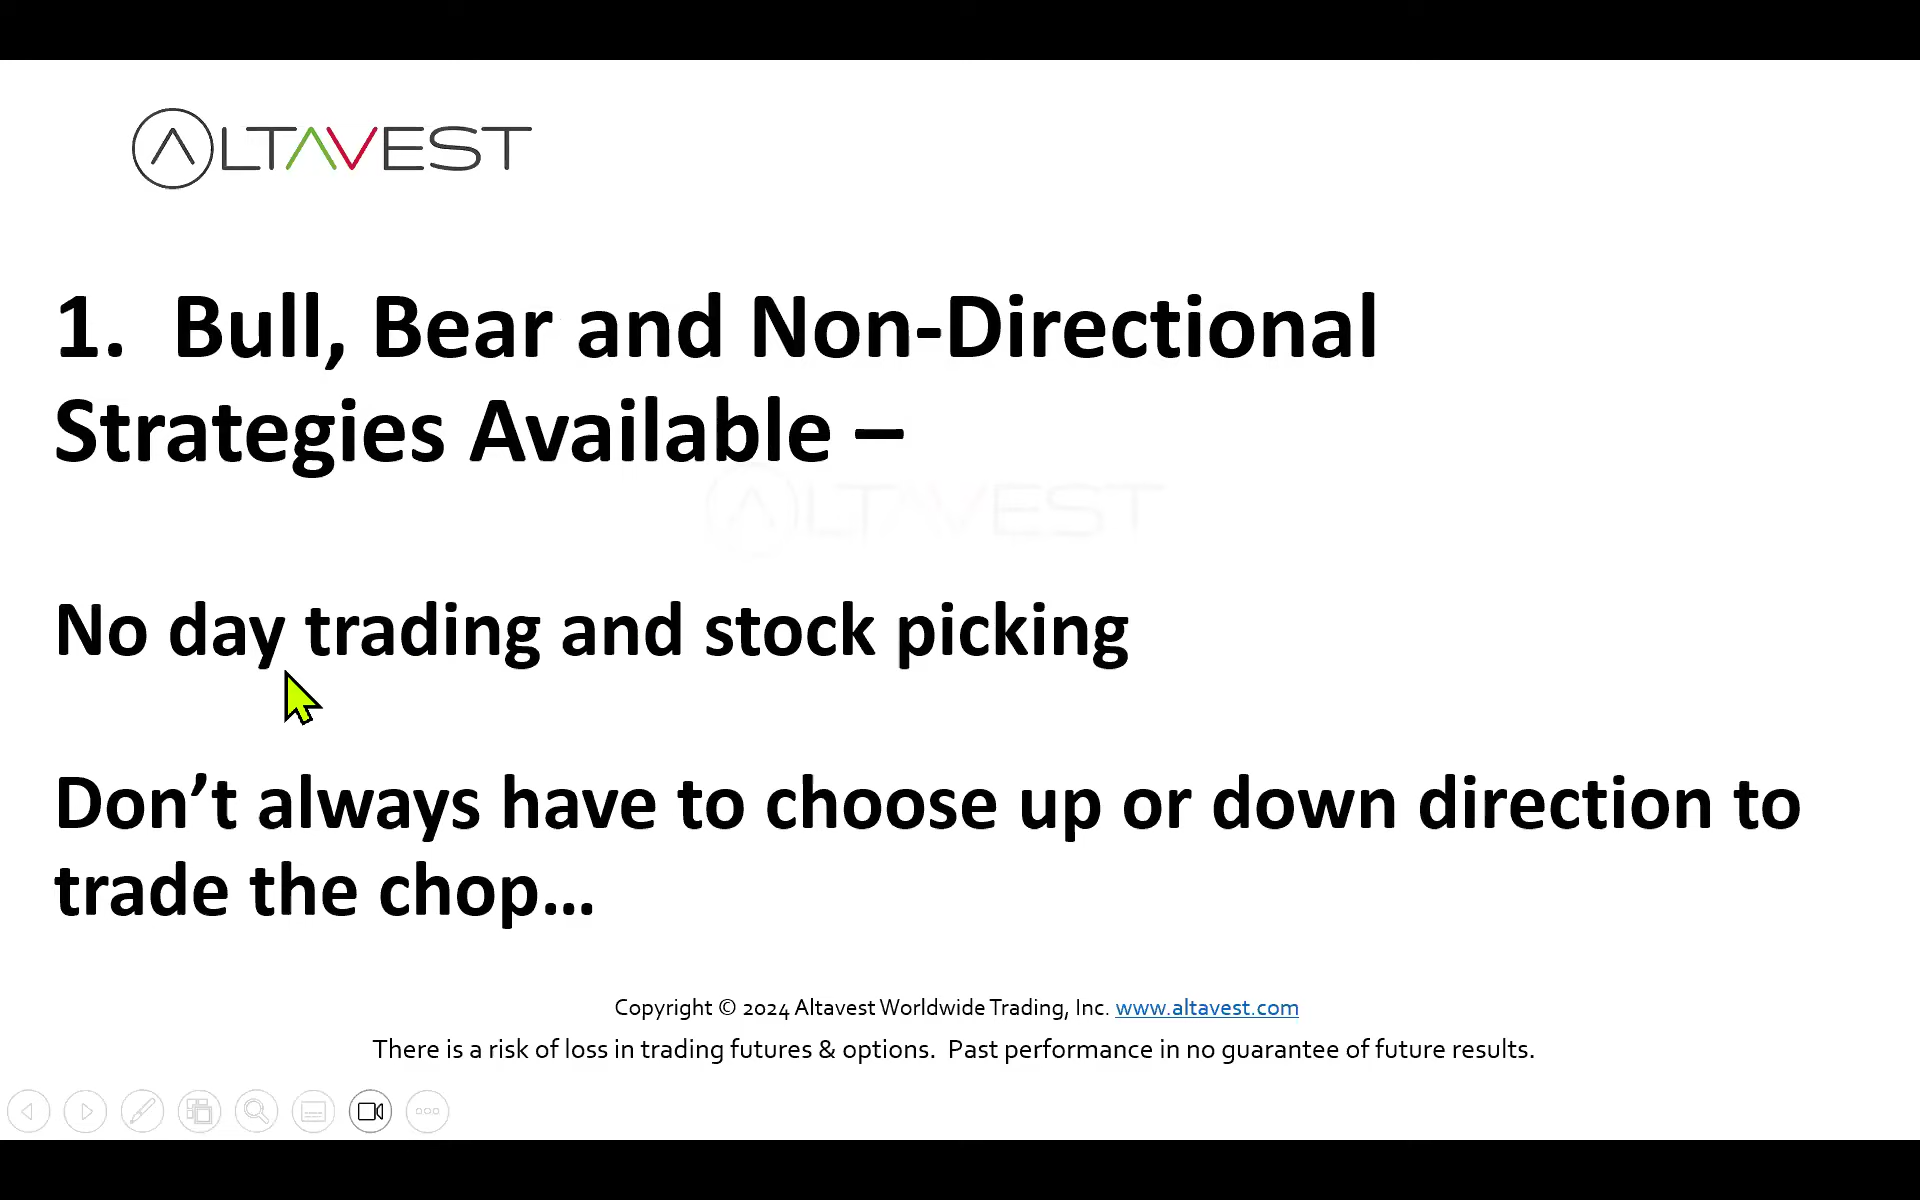 ALTAVEST
1. Bull, Bear and Non-Directional
Strategies Available –
ALTAVEST
No day trading and stock picking
Don’t always have to choose up or down direction to
trade the chop...
Copyright © 2024 Altavest Worldwide Trading, Inc. www.altavest.com
There is a risk of loss in trading futures & options. Past performance in no guarantee of future results.